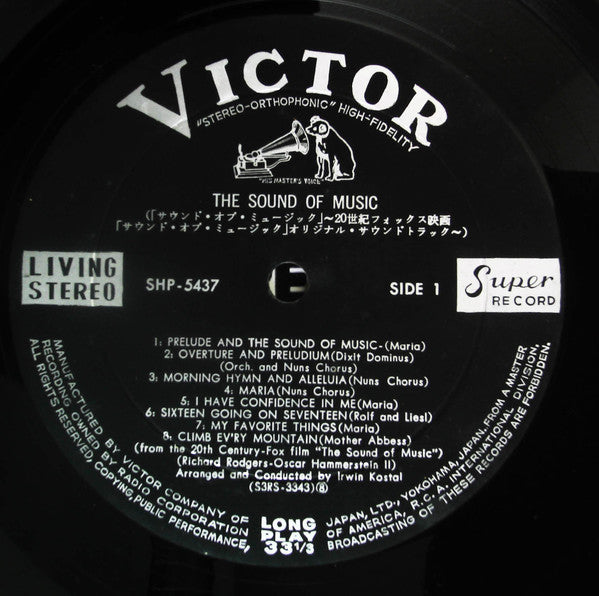 VICTOR
"STEREO-ORTHOPHONIC" HIGH-FIDELITY
"HIS MASTER'S VOICE"
THE SOUND OF MUSIC
(「サウンド・オブ・ミュージック」〜20世紀フォックス映画
「サウンド・オブ・ミュージック」オリジナル・サウンドトラック〜)
LIVING
STEREO
SHP-5437
SIDE 1
Super
RECORD
1: PRELUDE AND THE SOUND OF MUSIC-(Maria)
2: OVERTURE AND PRELUDIUM(Dixit Dominus)
(Orch. and Nuns Chorus)
3: MORNING HYMN AND ALLELUIA(Nuns Chorus)
4: MARIA(Nuns Chorus)
5: I HAVE CONFIDENCE IN ME(Maria)
6: SIXTEEN GOING ON SEVENTEEN(Rolf and Liesl)
7: MY FAVORITE THINGS(Maria)
8: CLIMB EV'RY MOUNTAIN(Mother Abbess)
(from the 20th Century-Fox film "The Sound of Music")
(Richard Rodgers-Oscar Hammerstein II)
Arranged and Conducted by Irwin Kostal
(S3RS-3343)Ⓑ
LONG
PLAY
33 1/3
MANUFACTURED BY VICTOR COMPANY OF JAPAN, LTD., YOKOHAMA, JAPAN, FROM A MASTER
RECORDING OWNED BY RADIO CORPORATION OF AMERICA, R.C.A. INTERNATIONAL DIVISION,
ALL RIGHTS RESERVED, COPYING, PUBLIC PERFORMANCE, BROADCASTING OF THESE RECORDS ARE FORBIDDEN.